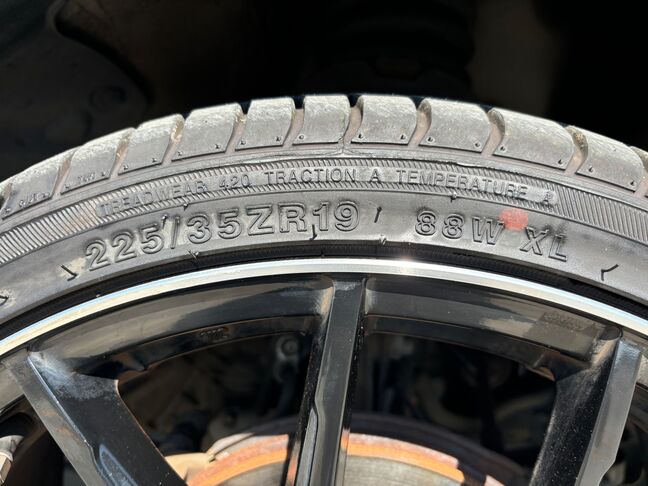 TREADWEAR 420 TRACTION A TEMPERATURE A
225/35ZR19 88W XL